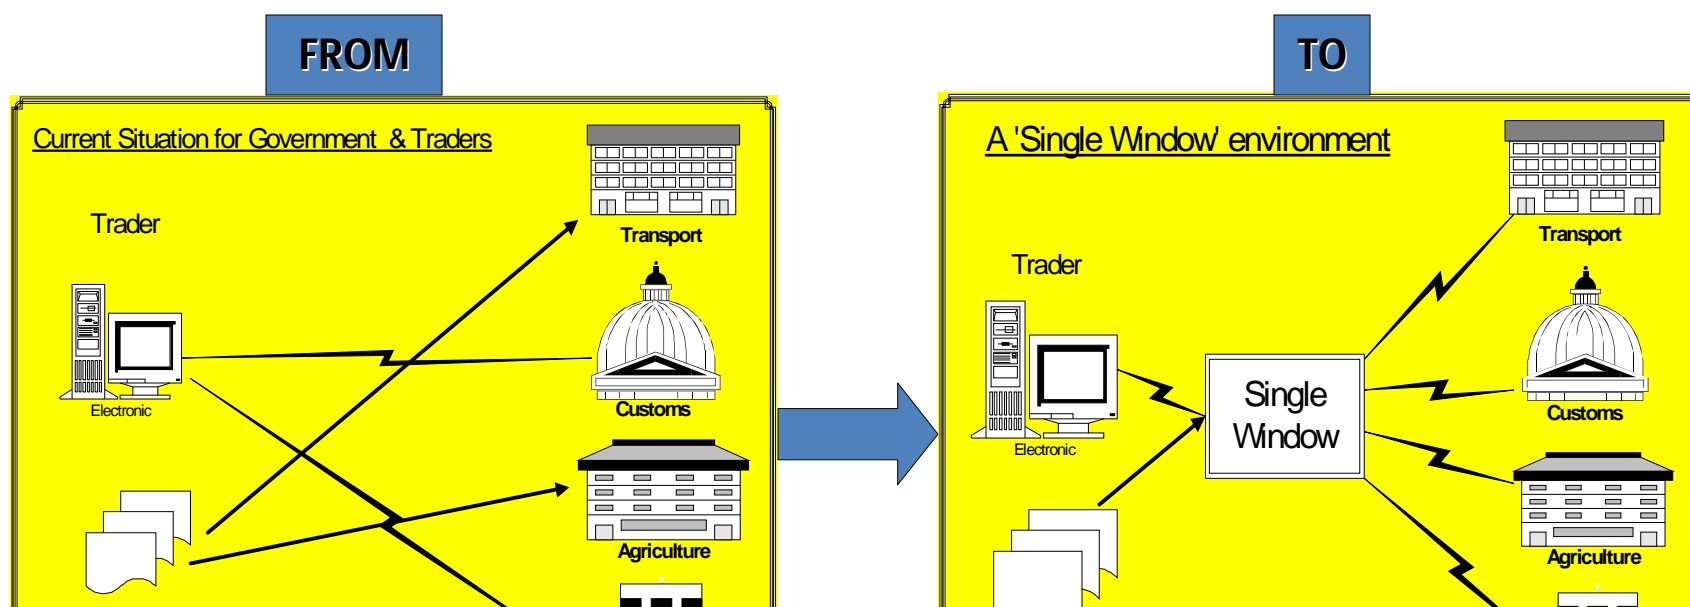 FROM
Current Situation for Government & Traders
Trader
Transport
Electronic
Customs
Agriculture
TO
A 'Single Window' environment
Transport
Trader
Single
Window
Customs
Electronic
Agriculture